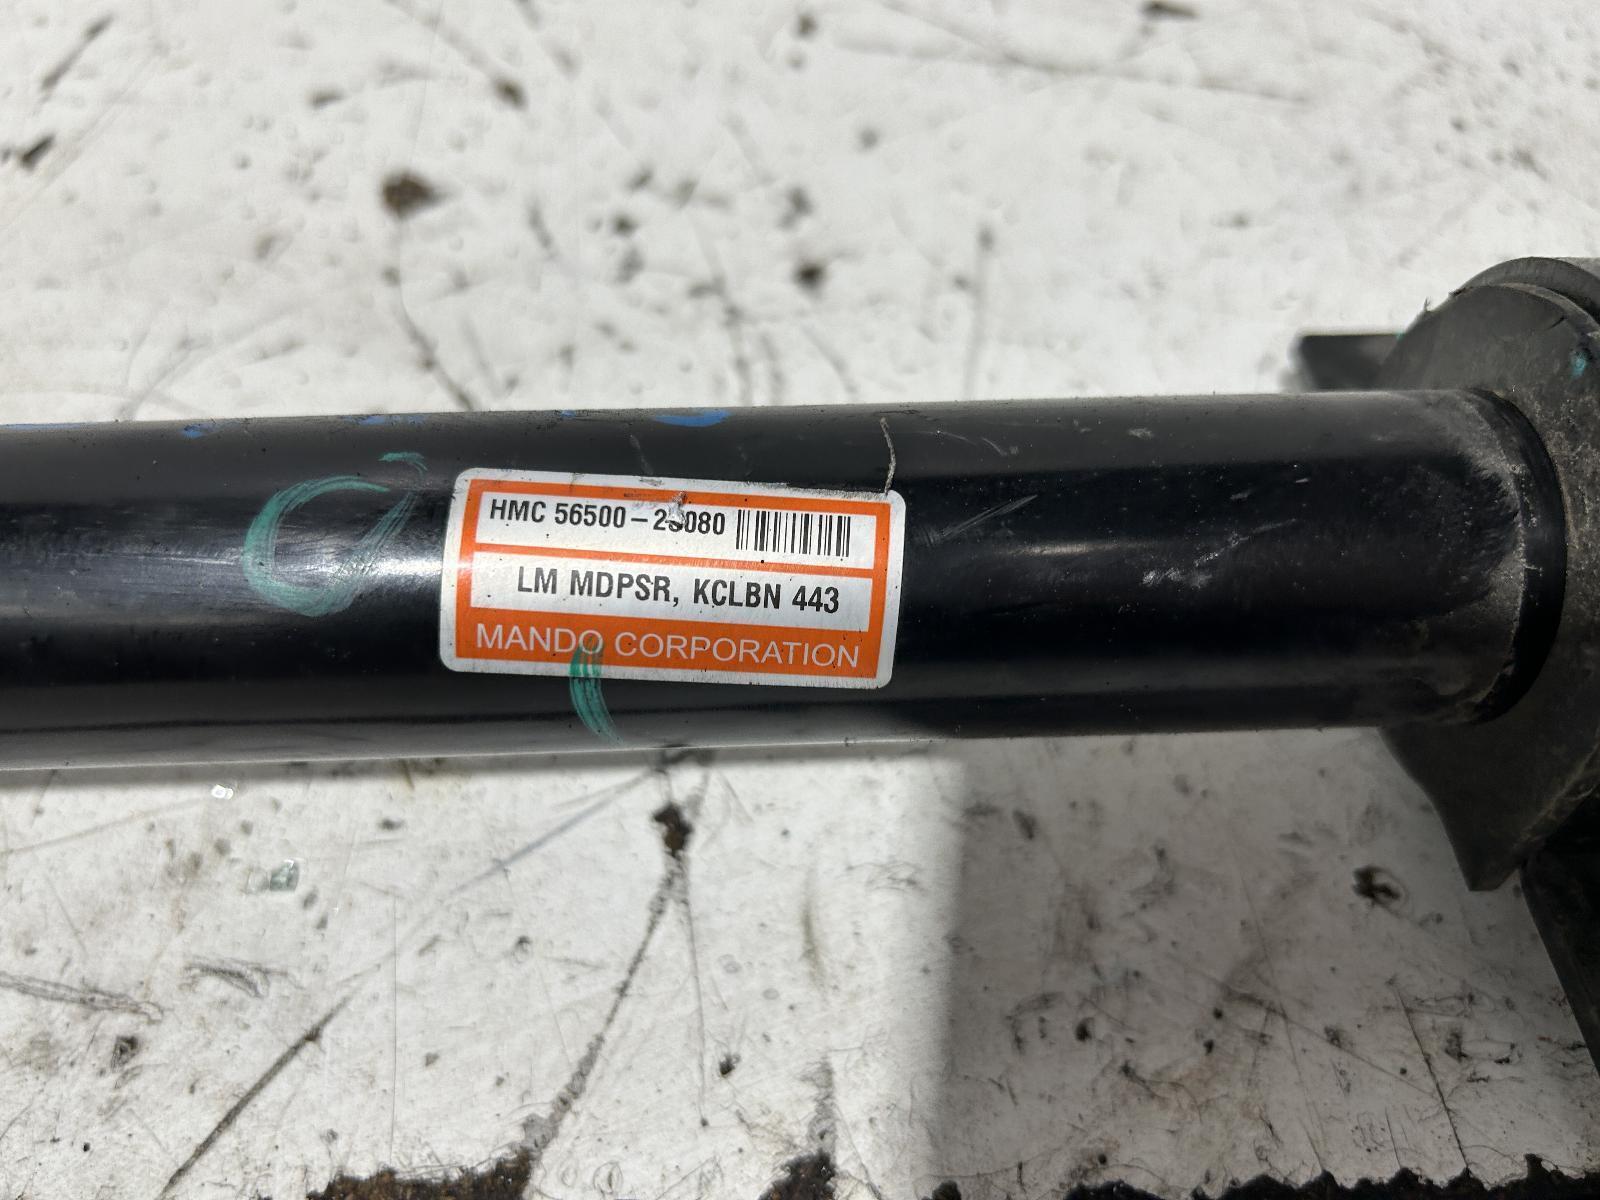 HMC 56500-2S080
LM MDPSR, KCLBN 443
MANDO CORPORATION